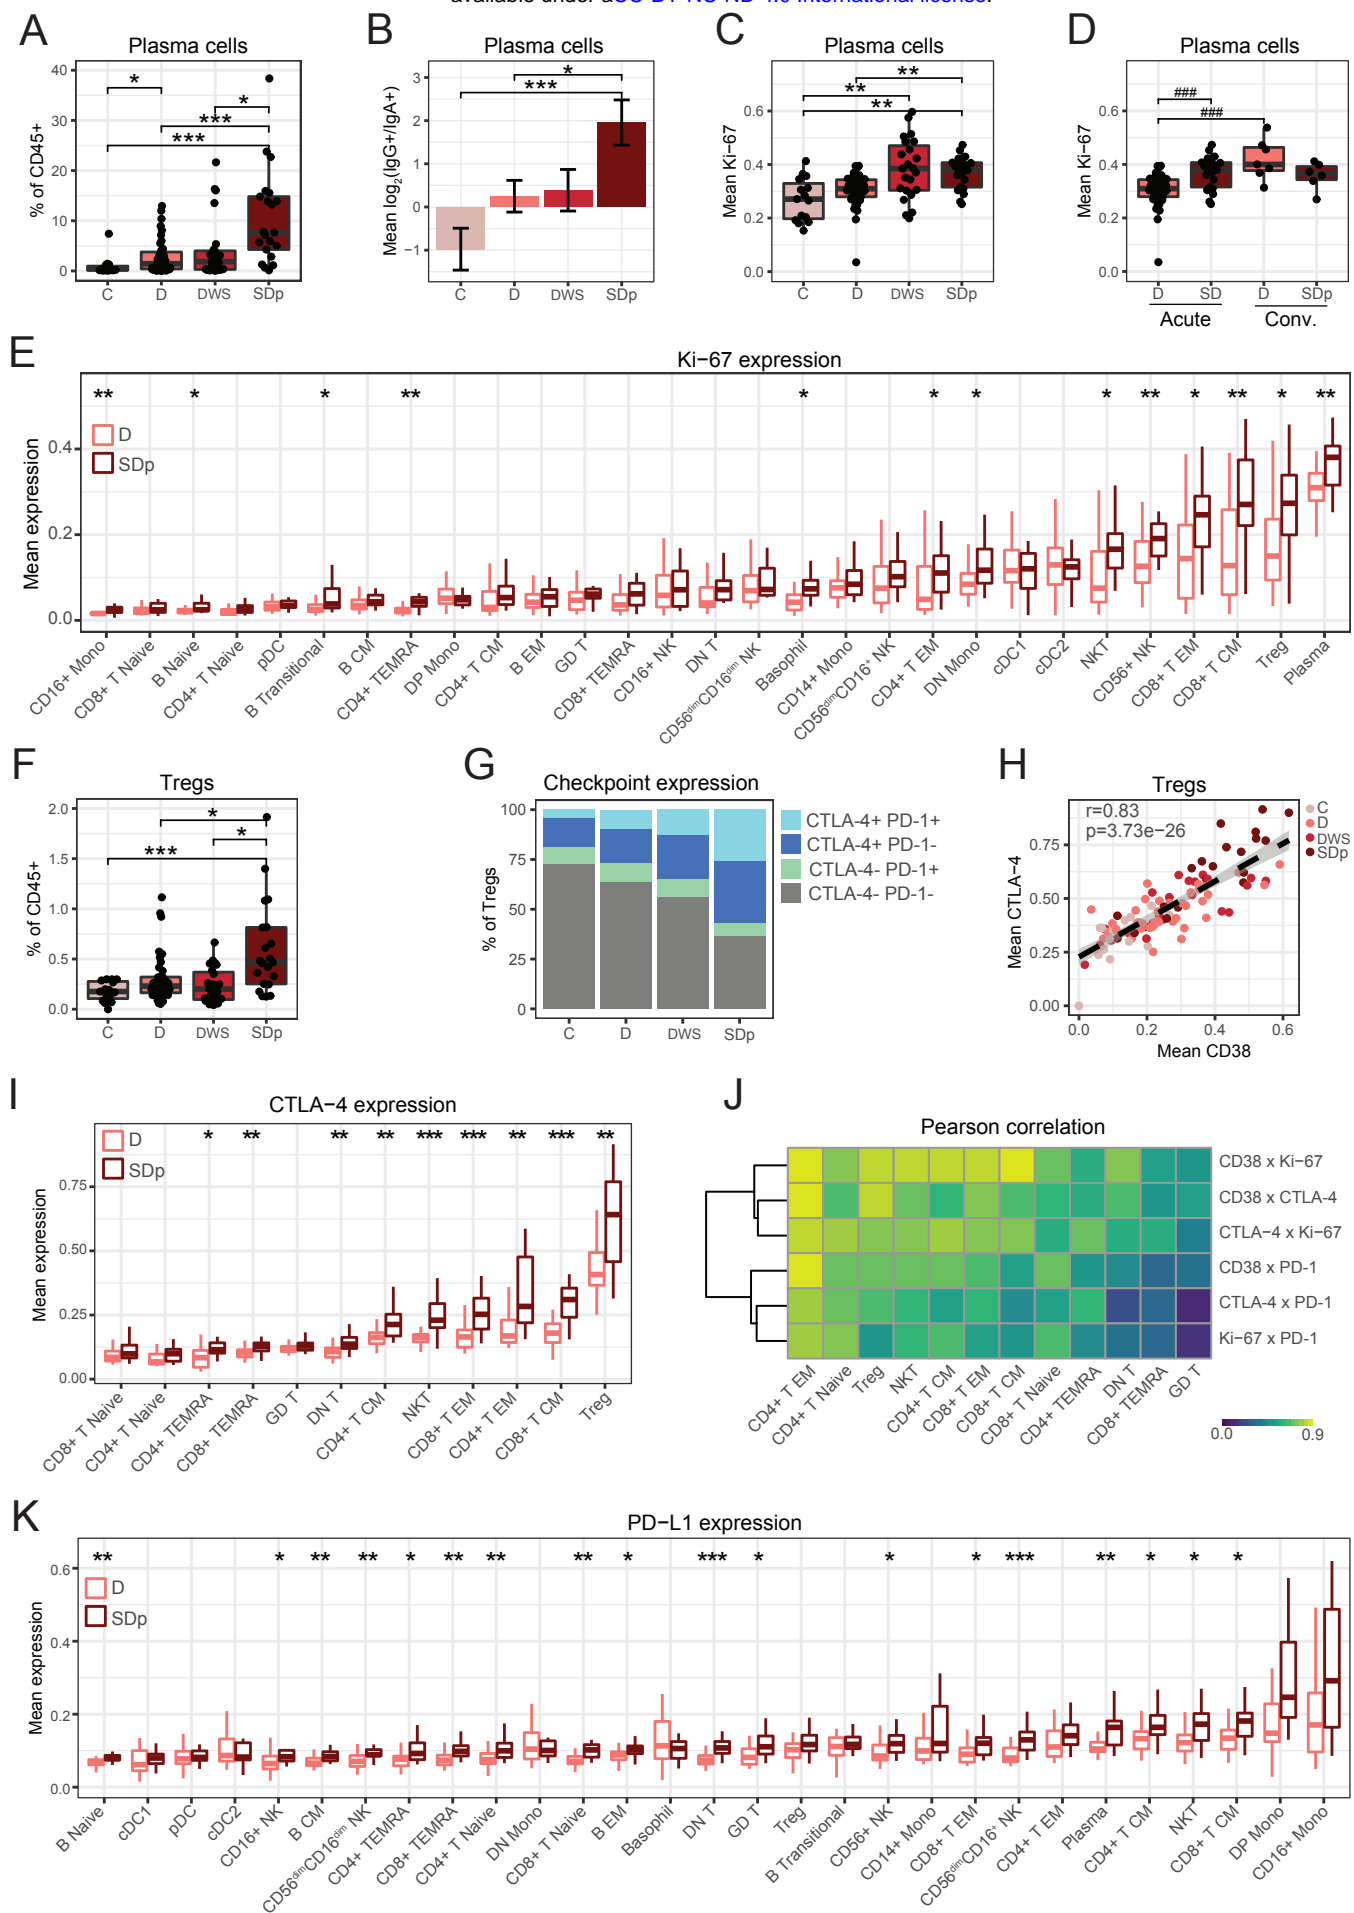 available under aCC-BY-NC-ND 4.0 International license.
A
Plasma cells
% of CD45+
40
30
20
10
0
*
*
***
***
C D DWS SDp
B
Plasma cells
Mean log2(IgG+/IgA+)
3
2
1
0
−1
*
***
C D DWS SDp
C
Plasma cells
Mean Ki−67
0.6
0.4
0.2
0.0
**
**
**
C D DWS SDp
D
Plasma cells
Mean Ki−67
0.6
0.4
0.2
0.0
###
###
D SD D SDp
Acute Conv.
E
Ki−67 expression
Mean expression
0.4
0.2
0.0
** * * ** * * * * ** * ** * **
D
SDp
CD16+ Mono
CD8+ T Naive
B Naive
CD4+ T Naive
pDC
B Transitional
B CM
CD4+ TEMRA
DP Mono
CD4+ T CM
B EM
GD T
CD8+ TEMRA
CD16+ NK
DN T
CD56dimCD16dim NK
Basophil
CD14+ Mono
CD56dimCD16+ NK
CD4+ T EM
DN Mono
cDC1
cDC2
NKT
CD56+ NK
CD8+ T EM
CD8+ T CM
Treg
Plasma
F
Tregs
% of CD45+
2.0
1.5
1.0
0.5
0.0
*
*
***
C D DWS SDp
G
Checkpoint expression
% of Tregs
100
75
50
25
0
C D DWS SDp
CTLA−4+ PD−1+
CTLA−4+ PD−1−
CTLA−4− PD−1+
CTLA−4− PD−1−
H
Tregs
r=0.83
p=3.73e−26
Mean CTLA−4
0.75
0.50
0.25
0.00
0.0 0.2 0.4 0.6
Mean CD38
C
D
DWS
SDp
I
CTLA−4 expression
Mean expression
0.75
0.50
0.25
0.00
* ** ** ** *** *** ** *** **
D
SDp
CD8+ T Naive
CD4+ T Naive
CD4+ TEMRA
CD8+ TEMRA
GD T
DN T
CD4+ T CM
NKT
CD8+ T EM
CD4+ T EM
CD8+ T CM
Treg
J
Pearson correlation
CD38 x Ki−67
CD38 x CTLA-4
CTLA−4 x Ki−67
CD38 x PD-1
CTLA−4 x PD-1
Ki−67 x PD-1
CD4+ T EM
CD4+ T Naive
Treg
NKT
CD4+ T CM
CD8+ T EM
CD8+ T CM
CD8+ T Naive
CD4+ TEMRA
DN T
CD8+ TEMRA
GD T
0.0 0.9
K
PD−L1 expression
Mean expression
0.6
0.4
0.2
0.0
** * ** ** * ** ** ** * *** * * * *** ** * * *
D
SDp
B Naive
cDC1
pDC
cDC2
CD16+ NK
B CM
CD56dimCD16dim NK
CD4+ TEMRA
CD8+ TEMRA
CD4+ T Naive
DN Mono
CD8+ T Naive
B EM
Basophil
DN T
GD T
Treg
B Transitional
CD56+ NK
CD14+ Mono
CD8+ T EM
CD56dimCD16+ NK
CD4+ T EM
Plasma
CD4+ T CM
NKT
CD8+ T CM
DP Mono
CD16+ Mono